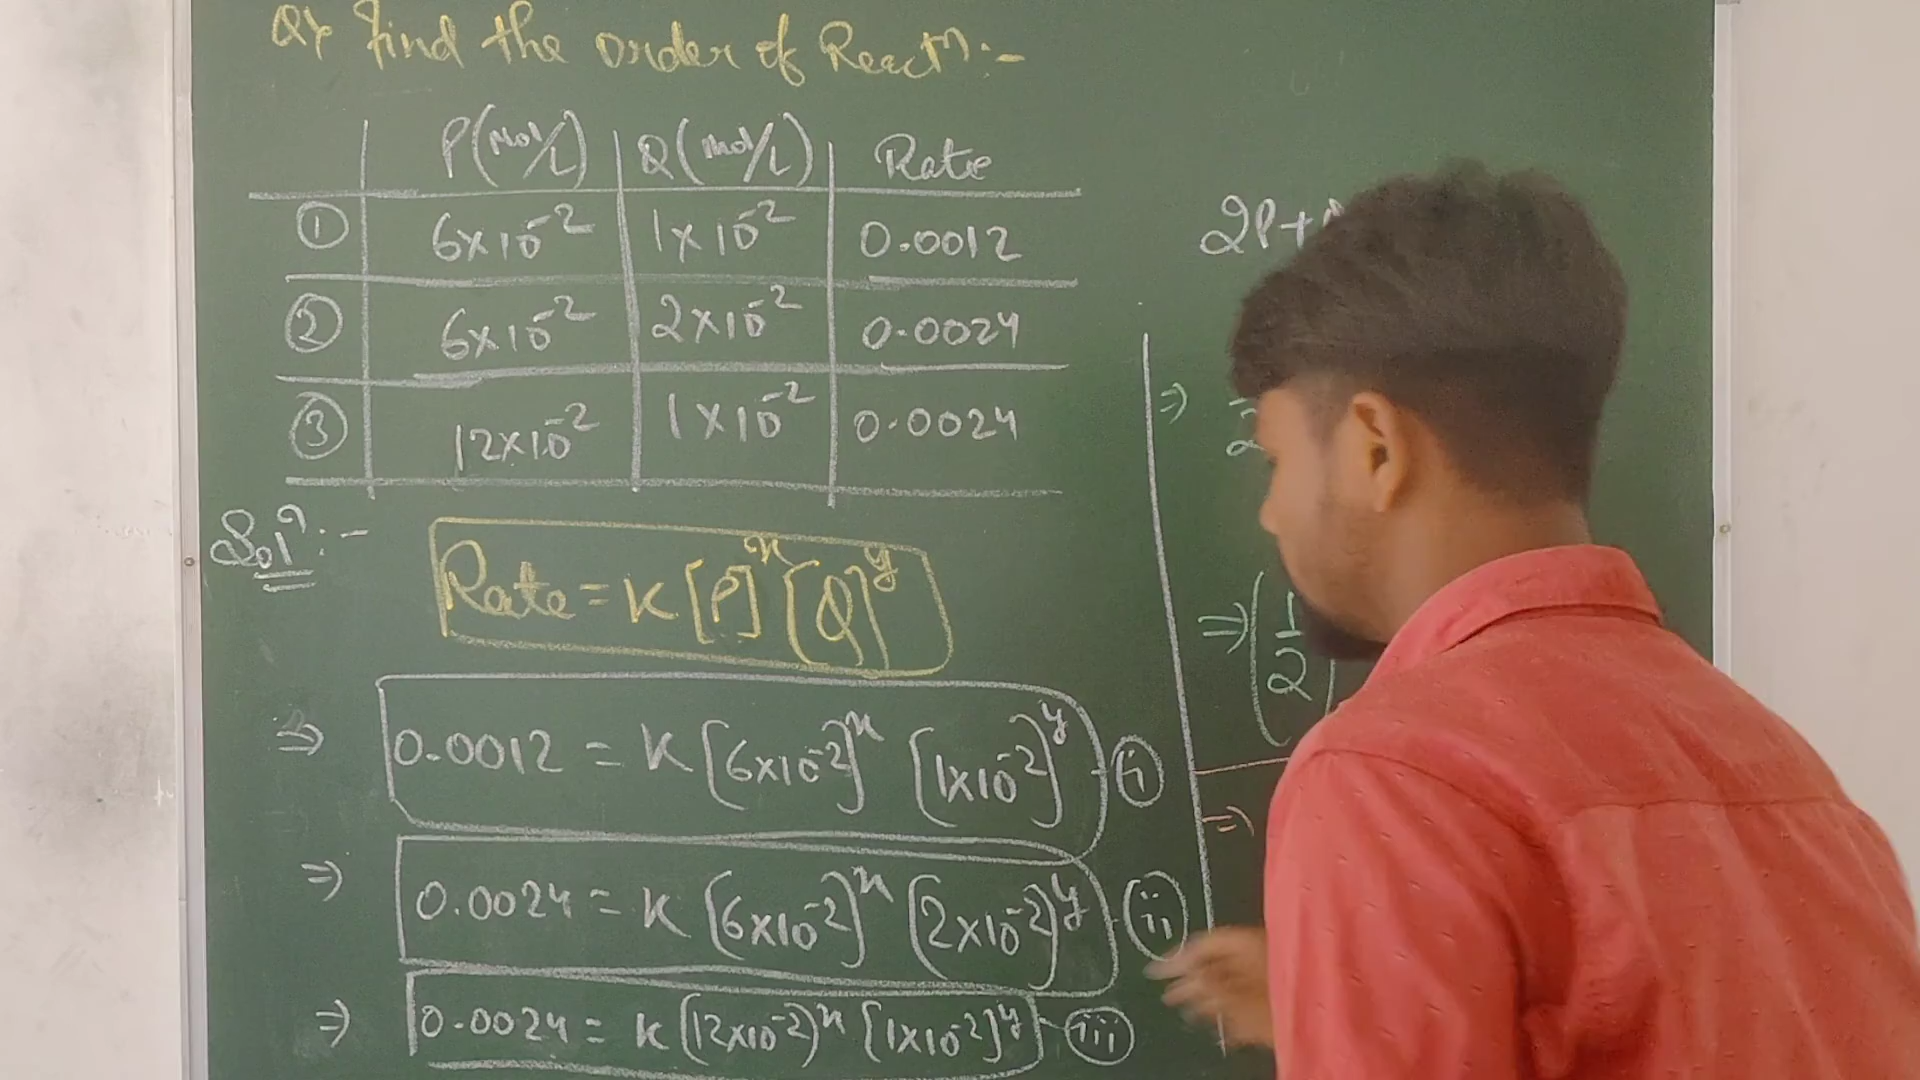 Q↓ find the order of Reactⁿ:-
P(Mol/L) Q(mol/L) Rate
① 6×10⁻² 1×10⁻² 0.0012
② 6×10⁻² 2×10⁻² 0.0024
③ 12×10⁻² 1×10⁻² 0.0024
Solⁿ:-
Rate = K[P]ˣ[Q]ʸ
⇒ 0.0012 = K[6×10⁻²]ˣ [1×10⁻²]ʸ - (i)
⇒ 0.0024 = K[6×10⁻²]ˣ [2×10⁻²]ʸ - (ii)
⇒ 0.0024 = K(12×10⁻²)ˣ [1×10⁻²]ʸ - (iii)
2P+
⇒
⇒ (1/2)
⇒